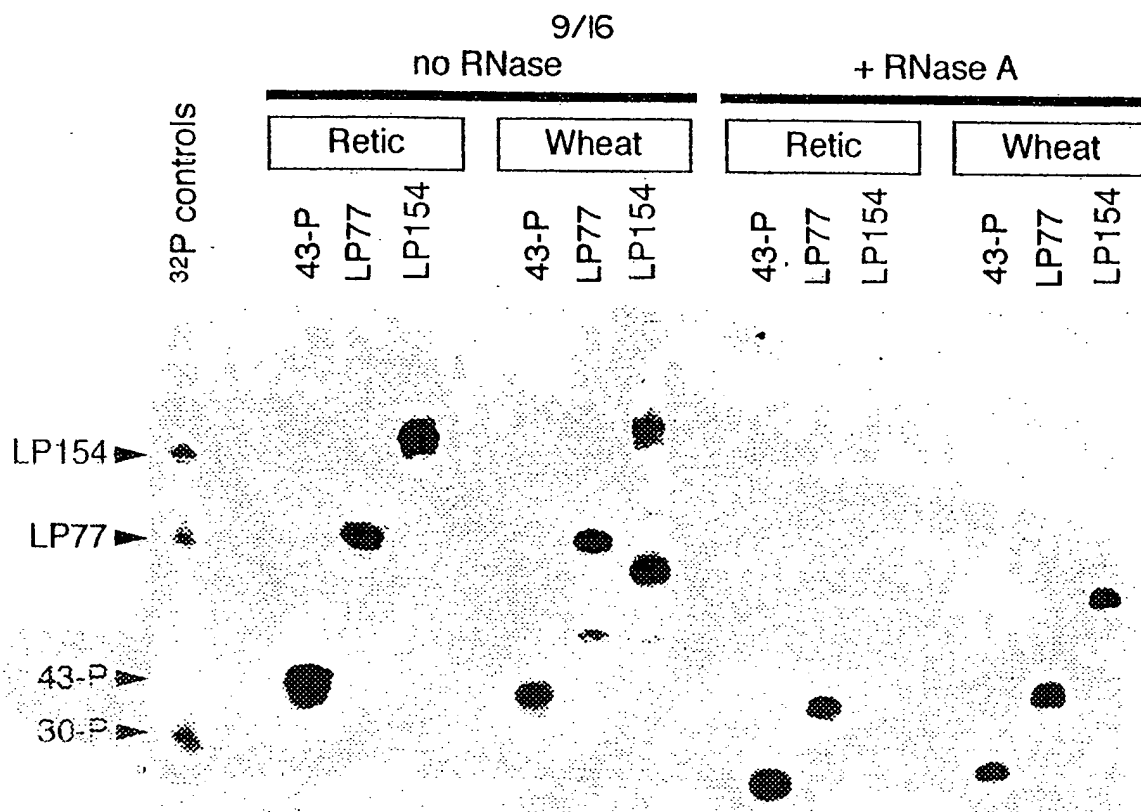 9/16
no RNase + RNase A
Retic Wheat Retic Wheat
32P controls 43-P LP77 LP154 43-P LP77 LP154 43-P LP77 LP154 43-P LP77 LP154
LP154
LP77
43-P
30-P